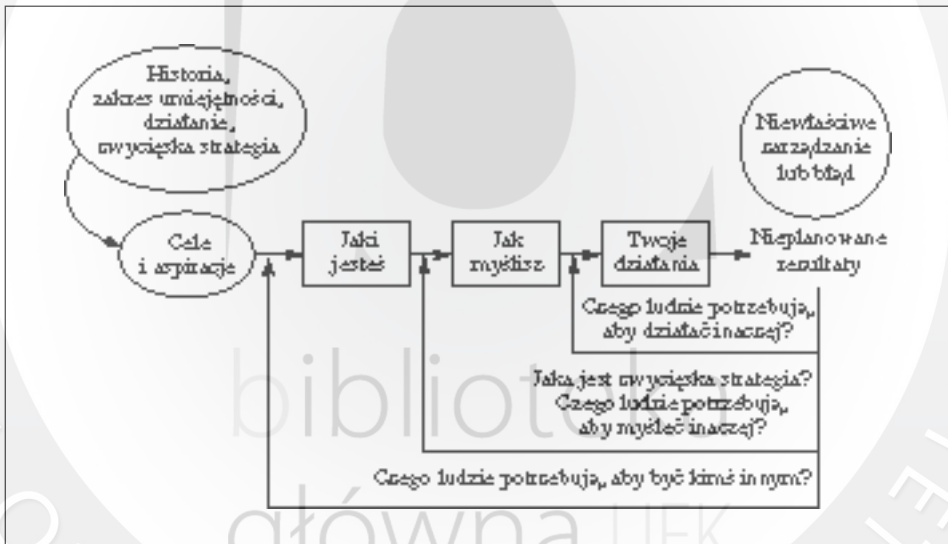 Historia,
zakres umiejętności,
działanie,
zwycięska strategia
Niewłaściwe
zarządzanie
lub błąd
Cele
i aspiracje
Jaki
jesteś
Jak
myślisz
Twoje
działania
Nieplanowane
rezultaty
Czego ludzie potrzebują,
aby działać inaczej?
Jaka jest zwycięska strategia?
Czego ludzie potrzebują,
aby myśleć inaczej?
Czego ludzie potrzebują, aby być kimś innym?
biblioteka
główna UEK